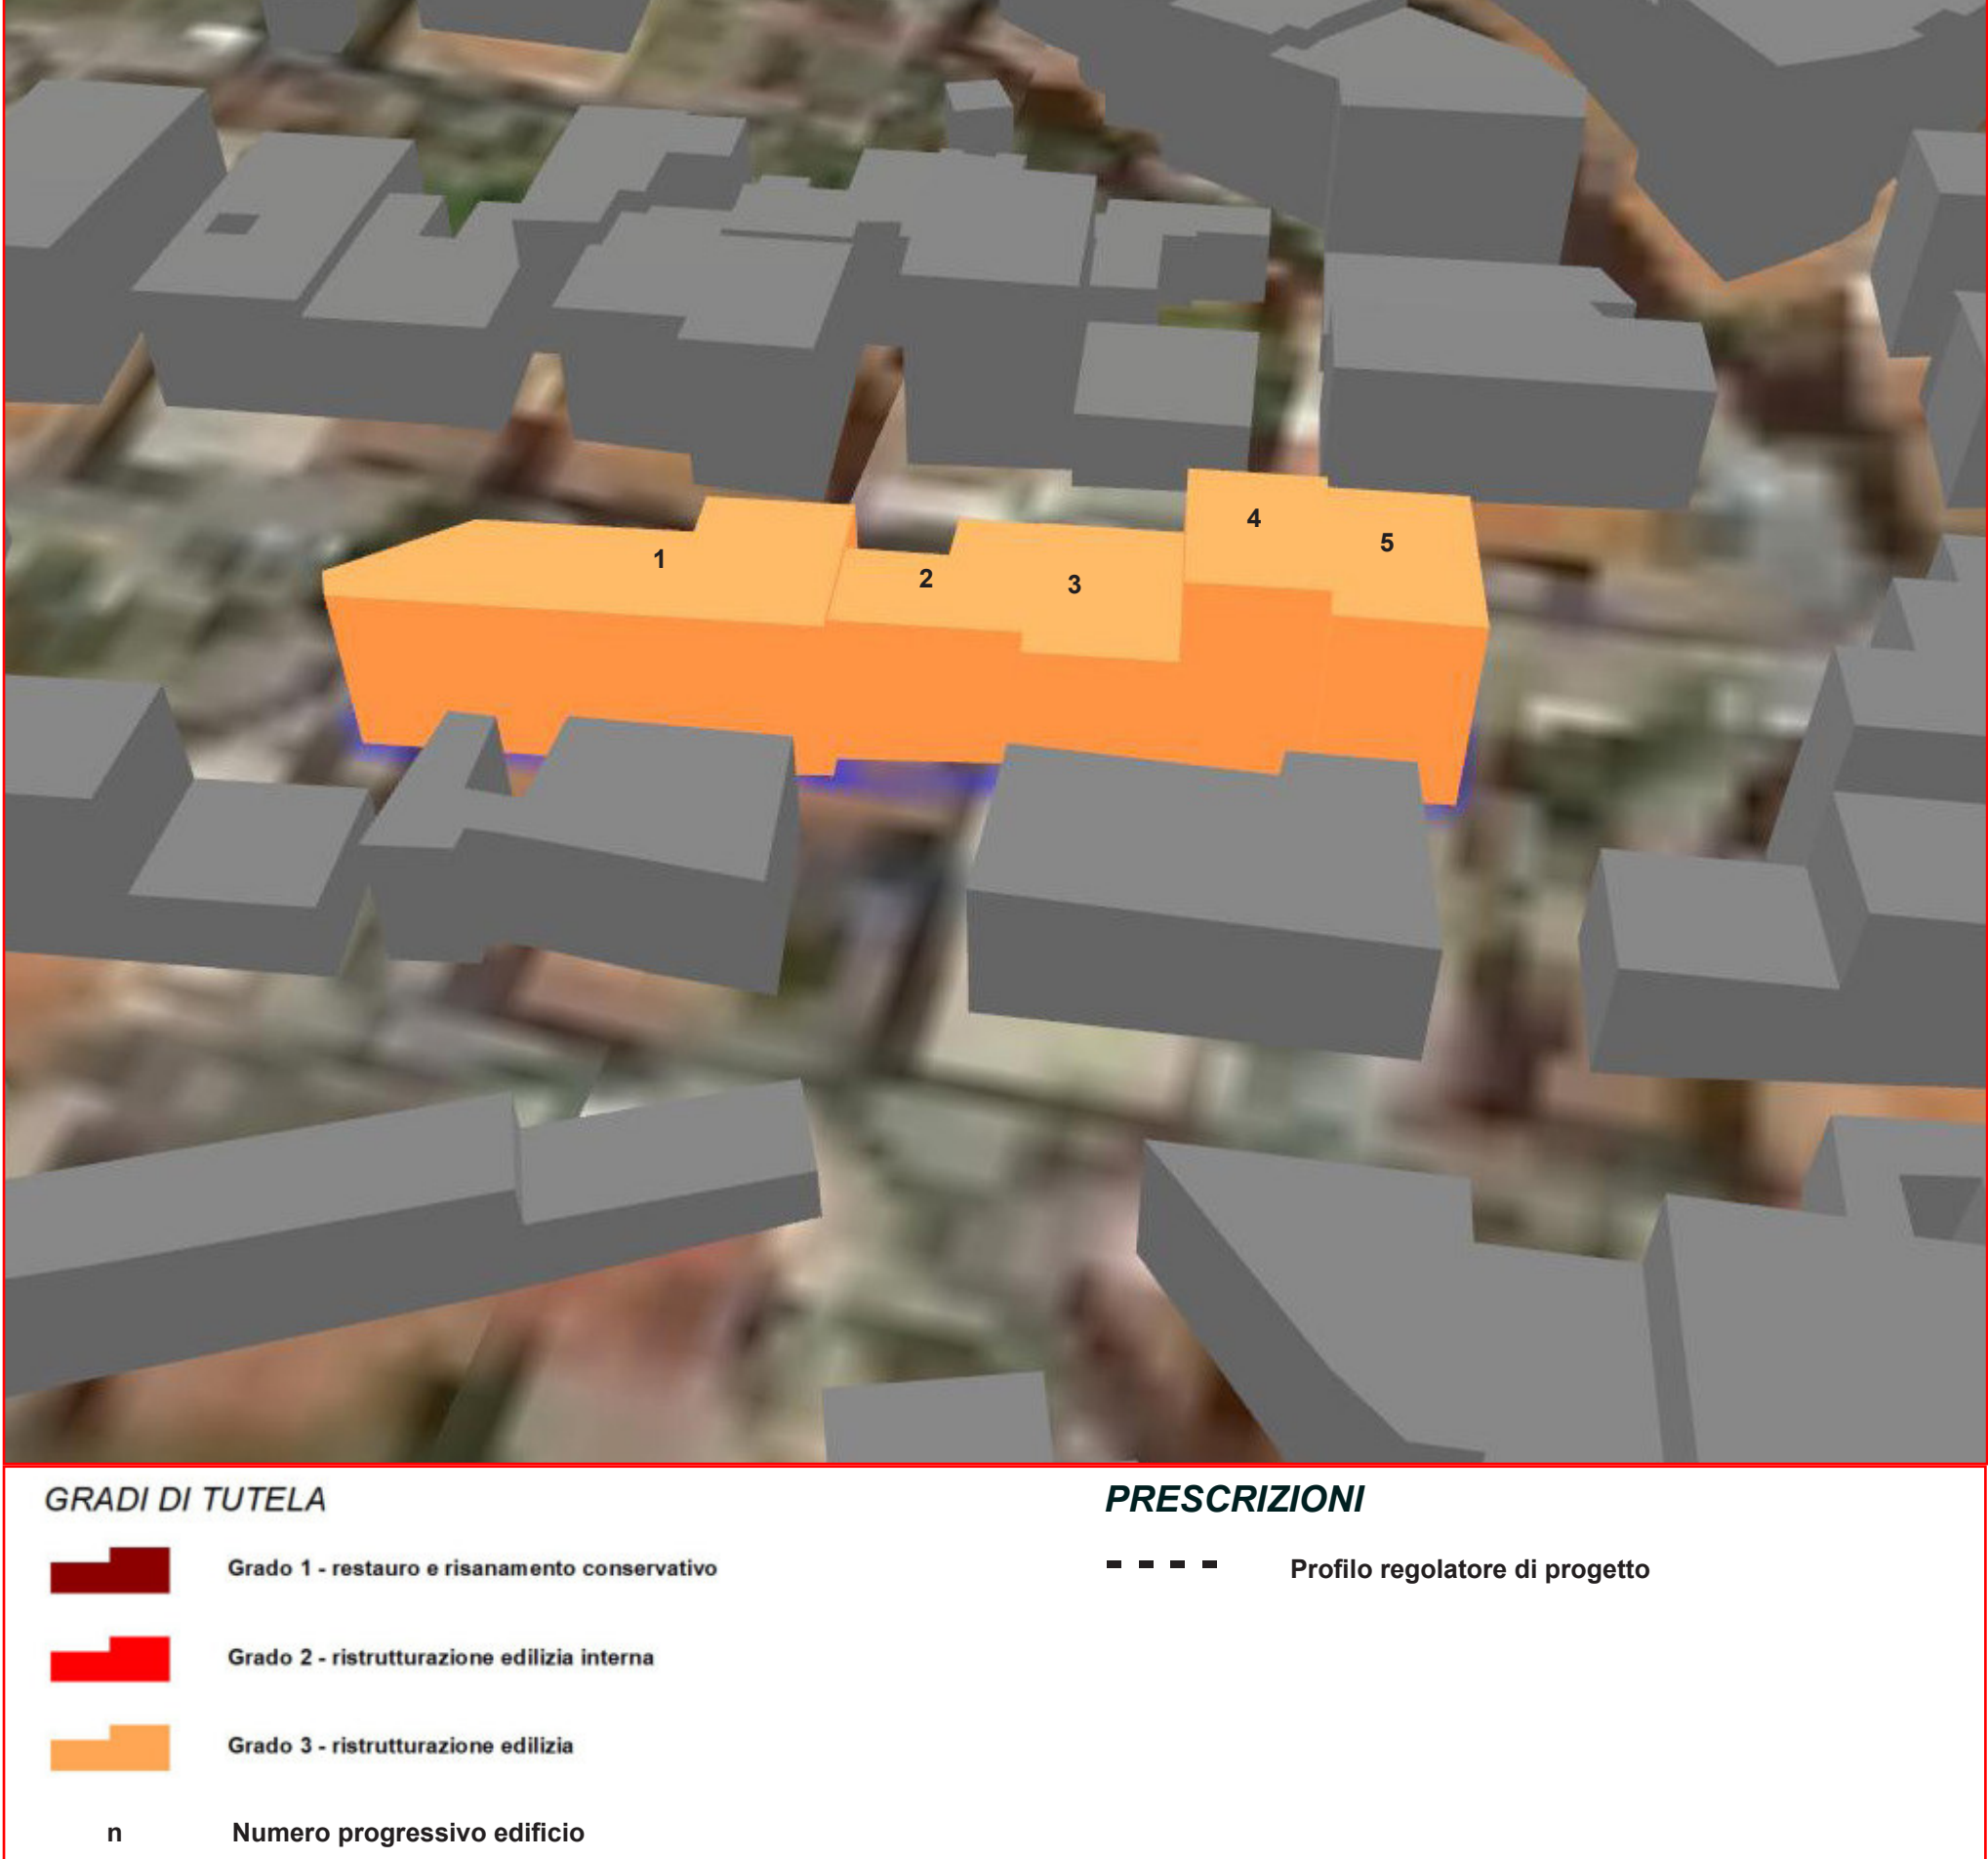 4
5
1
2
3
GRADI DI TUTELA
PRESCRIZIONI
Grado 1 - restauro e risanamento conservativo
Profilo regolatore di progetto
Grado 2 - ristrutturazione edilizia interna
Grado 3 - ristrutturazione edilizia
n Numero progressivo edificio